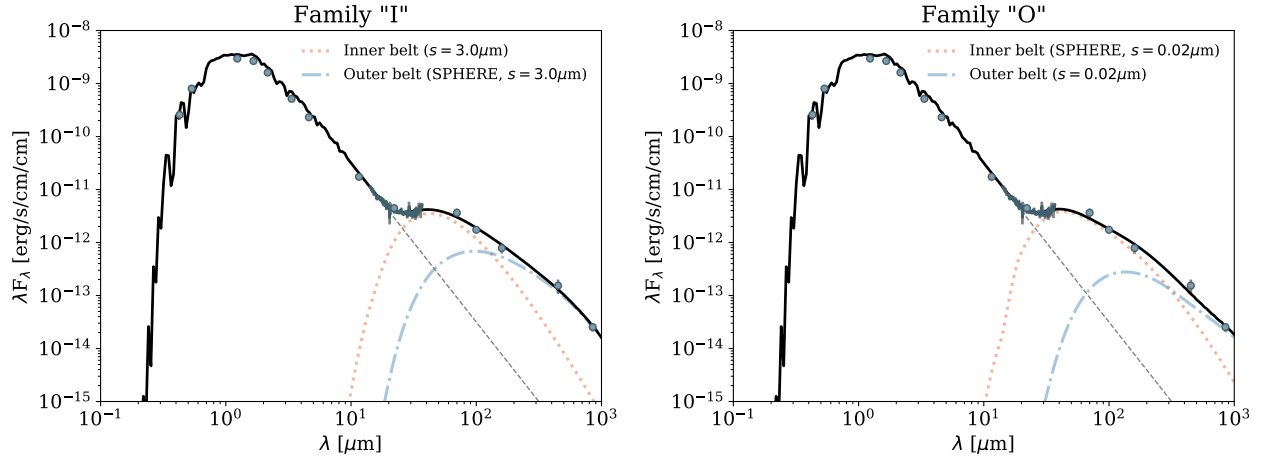 Family "I"
10⁻⁸
10⁻⁹
10⁻¹⁰
10⁻¹¹
10⁻¹²
10⁻¹³
10⁻¹⁴
10⁻¹⁵
λF_λ [erg/s/cm/cm]
Inner belt (s = 3.0μm)
Outer belt (SPHERE, s = 3.0μm)
10⁻¹ 10⁰ 10¹ 10² 10³
λ [μm]
Family "O"
10⁻⁸
10⁻⁹
10⁻¹⁰
10⁻¹¹
10⁻¹²
10⁻¹³
10⁻¹⁴
10⁻¹⁵
λF_λ [erg/s/cm/cm]
Inner belt (SPHERE, s = 0.02μm)
Outer belt (s = 0.02μm)
10⁻¹ 10⁰ 10¹ 10² 10³
λ [μm]